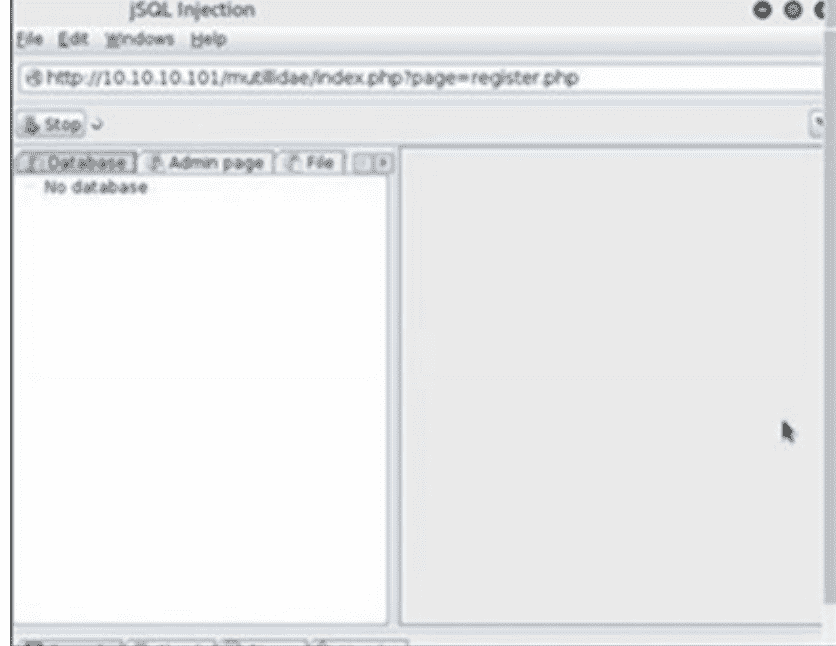 jSQL Injection
File Edit Windows Help
http://10.10.10.101/mutillidae/index.php?page=register.php
Stop
Database Admin page File
No database